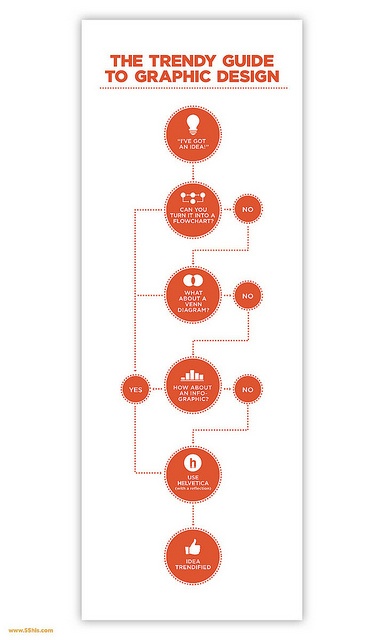 THE TRENDY GUIDE
TO GRAPHIC DESIGN
"I'VE GOT
AN IDEA!"
CAN YOU
TURN IT INTO A
FLOWCHART?
NO
WHAT
ABOUT A
VENN
DIAGRAM?
NO
YES
HOW ABOUT
AN INFO-
GRAPHIC?
NO
h
USE
HELVETICA
(with a reflection)
IDEA
TRENDIFIED
www.SShin.com